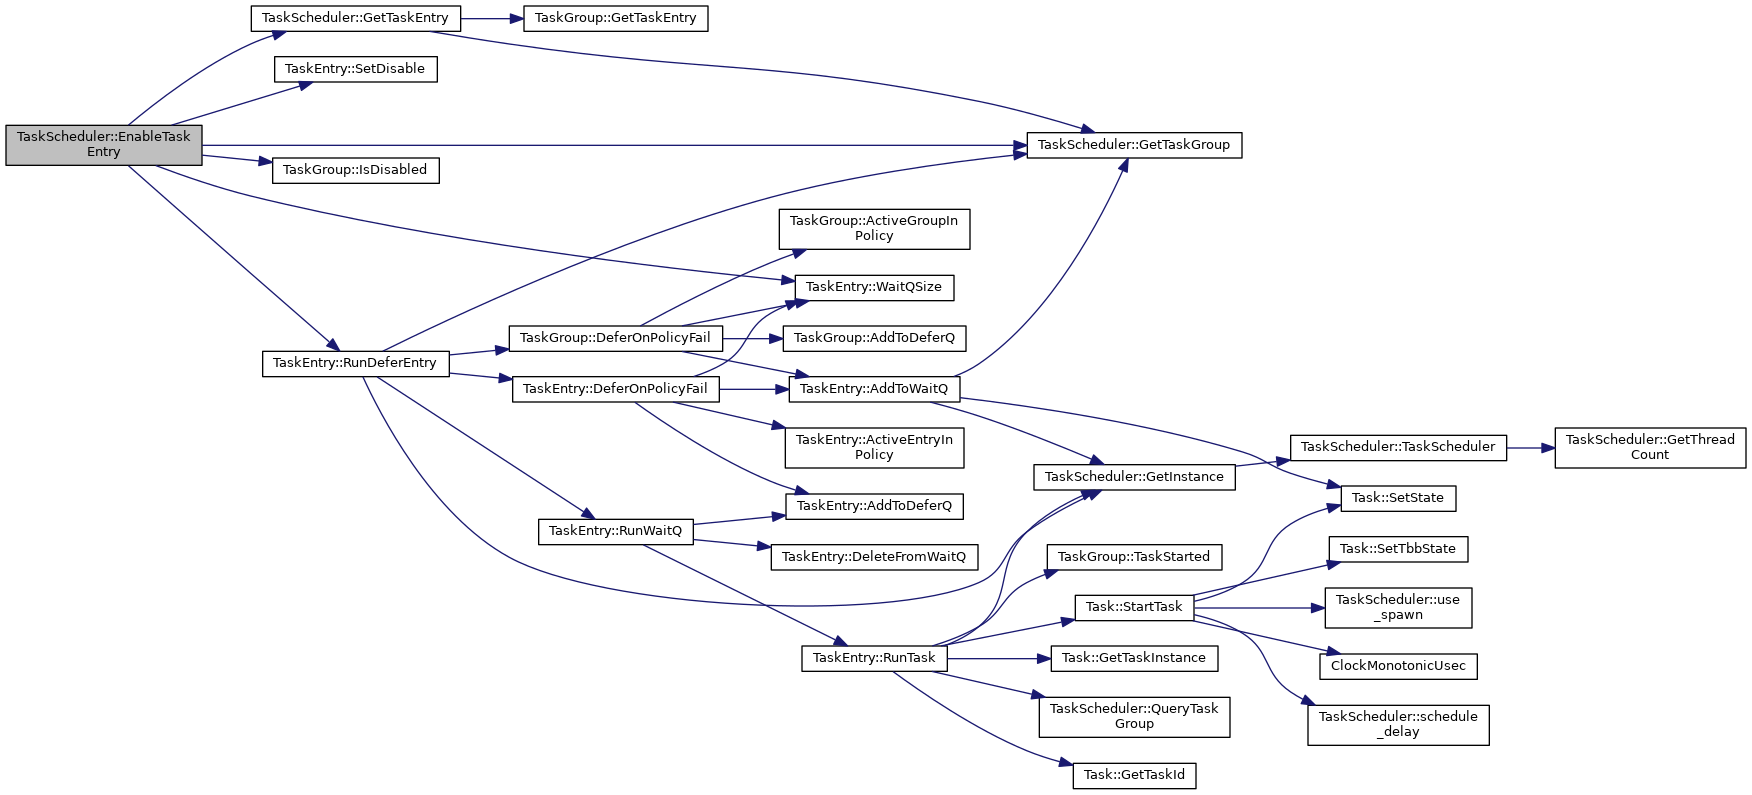 TaskScheduler::GetTaskEntry
TaskGroup::GetTaskEntry
TaskEntry::SetDisable
TaskScheduler::EnableTask
Entry
TaskScheduler::GetTaskGroup
TaskGroup::IsDisabled
TaskGroup::ActiveGroupIn
Policy
TaskEntry::WaitQSize
TaskGroup::DeferOnPolicyFail
TaskGroup::AddToDeferQ
TaskEntry::RunDeferEntry
TaskEntry::DeferOnPolicyFail
TaskEntry::AddToWaitQ
TaskEntry::ActiveEntryIn
Policy
TaskScheduler::TaskScheduler
TaskScheduler::GetThread
Count
TaskScheduler::GetInstance
Task::SetState
TaskEntry::AddToDeferQ
TaskEntry::RunWaitQ
TaskEntry::DeleteFromWaitQ
TaskGroup::TaskStarted
Task::SetTbbState
Task::StartTask
TaskScheduler::use
_spawn
TaskEntry::RunTask
Task::GetTaskInstance
ClockMonotonicUsec
TaskScheduler::QueryTask
Group
TaskScheduler::schedule
_delay
Task::GetTaskId